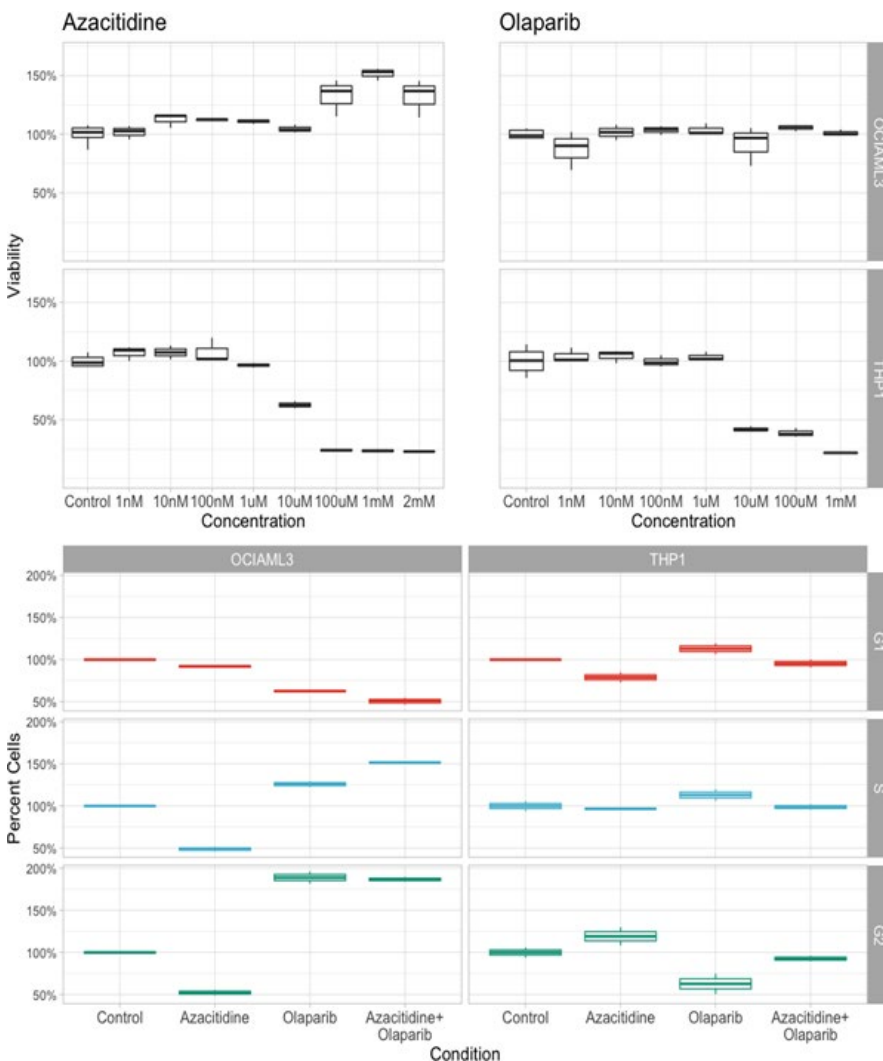 Azacitidine
Olaparib
Viability
150%
100%
50%
OCIAML3
150%
100%
50%
THP1
Control 1nM 10nM 100nM 1uM 10uM 100uM 1mM 2mM
Concentration
Control 1nM 10nM 100nM 1uM 10uM 100uM 1mM
Concentration
OCIAML3
THP1
Percent Cells
200%
150%
100%
50%
G1
200%
150%
100%
50%
S
200%
150%
100%
50%
G2
Control Azacitidine Olaparib Azacitidine+
Olaparib
Control Azacitidine Olaparib Azacitidine+
Olaparib
Condition